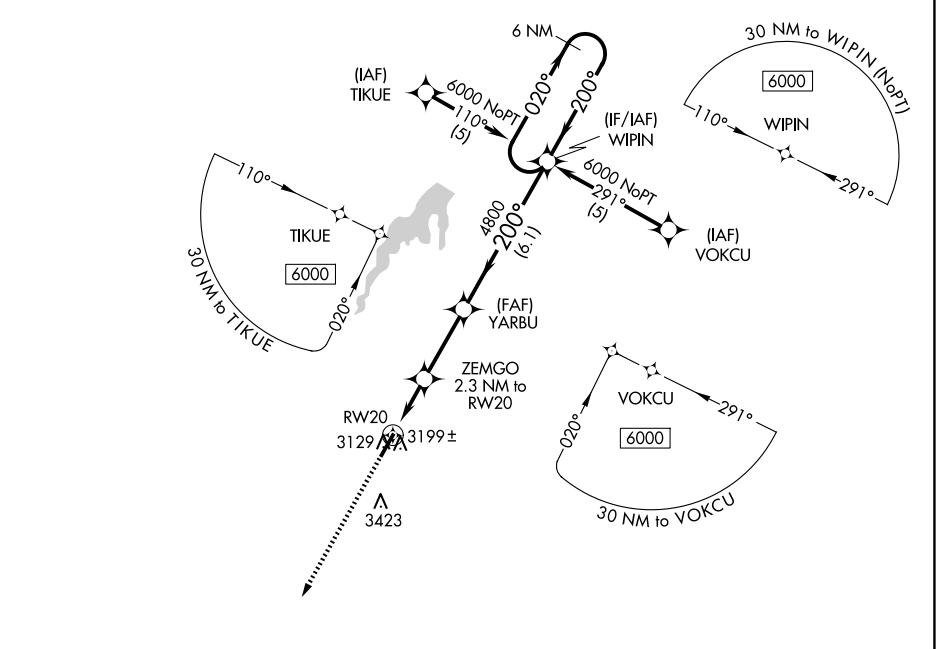 6 NM
020°
200°
(IAF)
TIKUE
6000 NoPT
110°
(5)
(IF/IAF)
WIPIN
6000 NoPT
291°
(5)
(IAF)
VOKCU
30 NM to WIPIN (NoPT)
6000
110°
WIPIN
291°
110°
TIKUE
6000
020°
30 NM to TIKUE
4800
200°
(6.1)
(FAF)
YARBU
ZEMGO
2.3 NM to
RW20
RW20
3129
3199±
3423
VOKCU
291°
6000
020°
30 NM to VOKCU